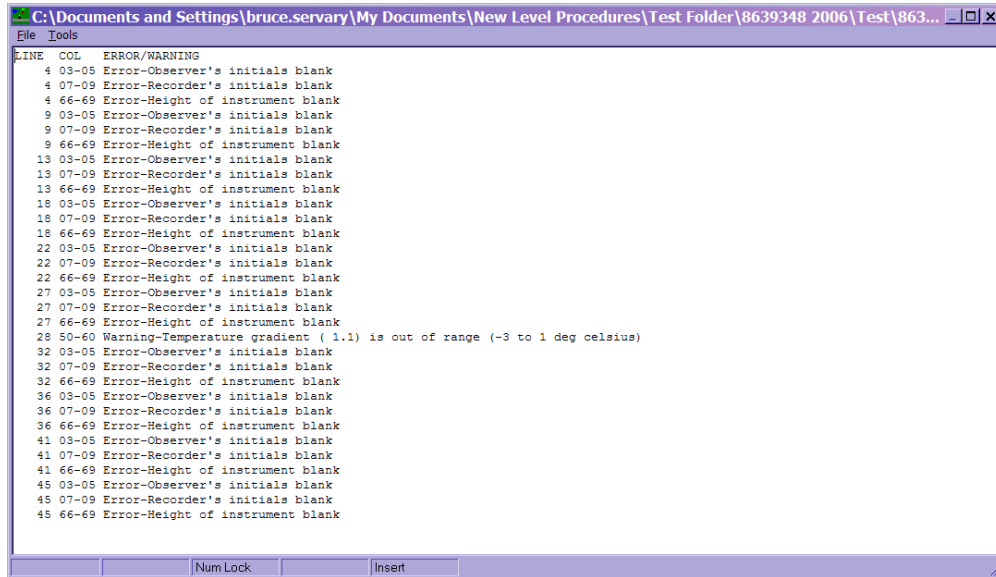 C:\Documents and Settings\bruce.servary\My Documents\New Level Procedures\Test Folder\8639348 2006\Test\863...
File Tools
LINE COL ERROR/WARNING
4 03-05 Error-Observer's initials blank
4 07-09 Error-Recorder's initials blank
4 66-69 Error-Height of instrument blank
9 03-05 Error-Observer's initials blank
9 07-09 Error-Recorder's initials blank
9 66-69 Error-Height of instrument blank
13 03-05 Error-Observer's initials blank
13 07-09 Error-Recorder's initials blank
13 66-69 Error-Height of instrument blank
18 03-05 Error-Observer's initials blank
18 07-09 Error-Recorder's initials blank
18 66-69 Error-Height of instrument blank
22 03-05 Error-Observer's initials blank
22 07-09 Error-Recorder's initials blank
22 66-69 Error-Height of instrument blank
27 03-05 Error-Observer's initials blank
27 07-09 Error-Recorder's initials blank
27 66-69 Error-Height of instrument blank
28 50-60 Warning-Temperature gradient ( 1.1) is out of range (-3 to 1 deg celsius)
32 03-05 Error-Observer's initials blank
32 07-09 Error-Recorder's initials blank
32 66-69 Error-Height of instrument blank
36 03-05 Error-Observer's initials blank
36 07-09 Error-Recorder's initials blank
36 66-69 Error-Height of instrument blank
41 03-05 Error-Observer's initials blank
41 07-09 Error-Recorder's initials blank
41 66-69 Error-Height of instrument blank
45 03-05 Error-Observer's initials blank
45 07-09 Error-Recorder's initials blank
45 66-69 Error-Height of instrument blank
Num Lock Insert